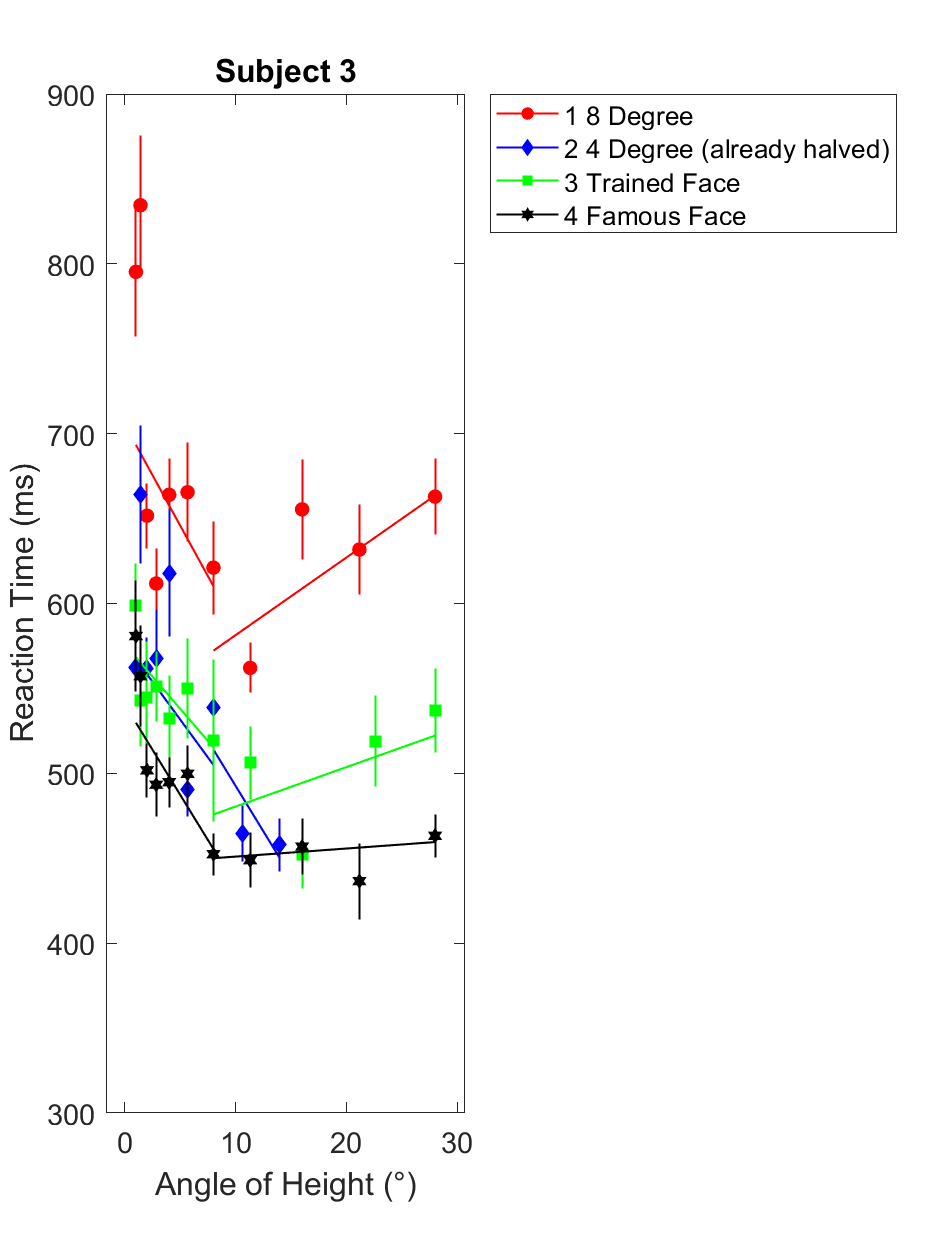 Subject 3
900
800
700
600
500
400
300
Reaction Time (ms)
0 10 20 30
Angle of Height (°)
1 8 Degree
2 4 Degree (already halved)
3 Trained Face
4 Famous Face